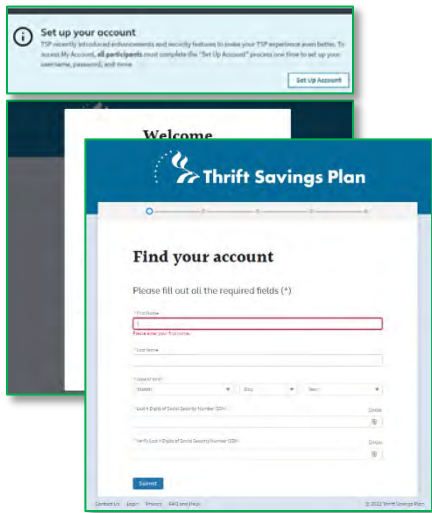 Set up your account
TSP recently introduced enhancements and security features to make your TSP experience even better. To
access My Account, all participants must complete the "Set Up Account" process one time to set up your
username, password, and more.
Set Up Account
Welcome
Thrift Savings Plan
Find your account
Please fill out all the required fields (*)
* First Name
Please enter your first name.
* Last Name
* Date of Birth
Month Day Year
* Last 4 Digits of Social Security Number (SSN)
* Verify Last 4 Digits of Social Security Number (SSN)
Submit
Contact Us Login Privacy FAQ and Help © 2022 Thrift Savings Plan